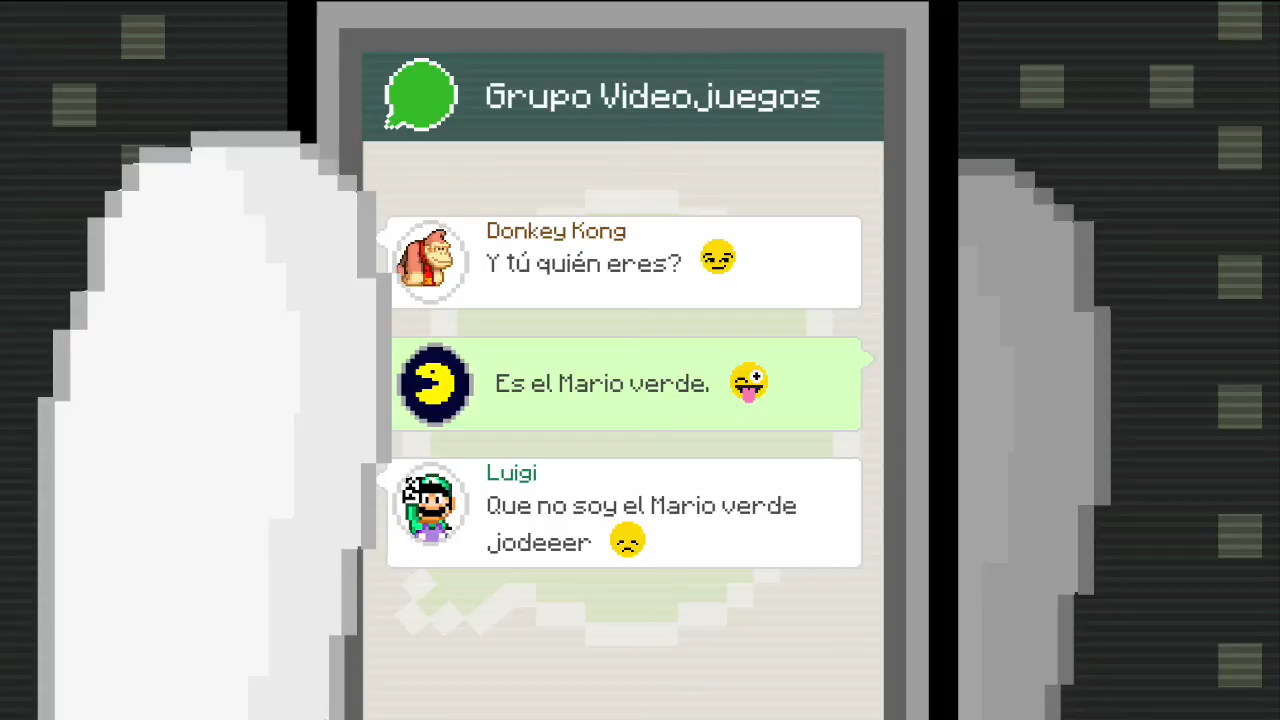 Grupo Videojuegos
Donkey Kong
Y tú quién eres?
Es el Mario verde.
Luigi
Que no soy el Mario verde
jodeeer